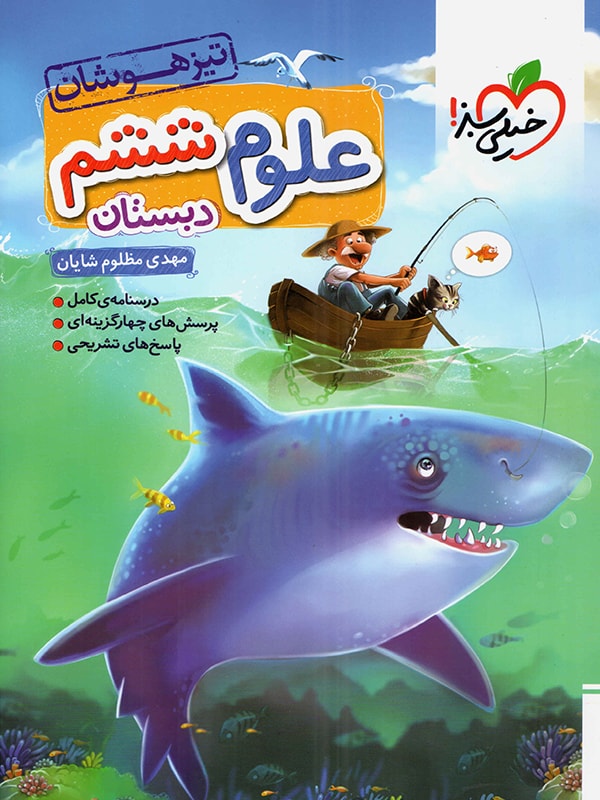 تیزهوشان
علوم ششم
دبستان
مهدی مظلوم شایان
درسنامه‌ی کامل
پرسش‌های چهارگزینه‌ای
پاسخ‌های تشریحی
خیلی سبز!